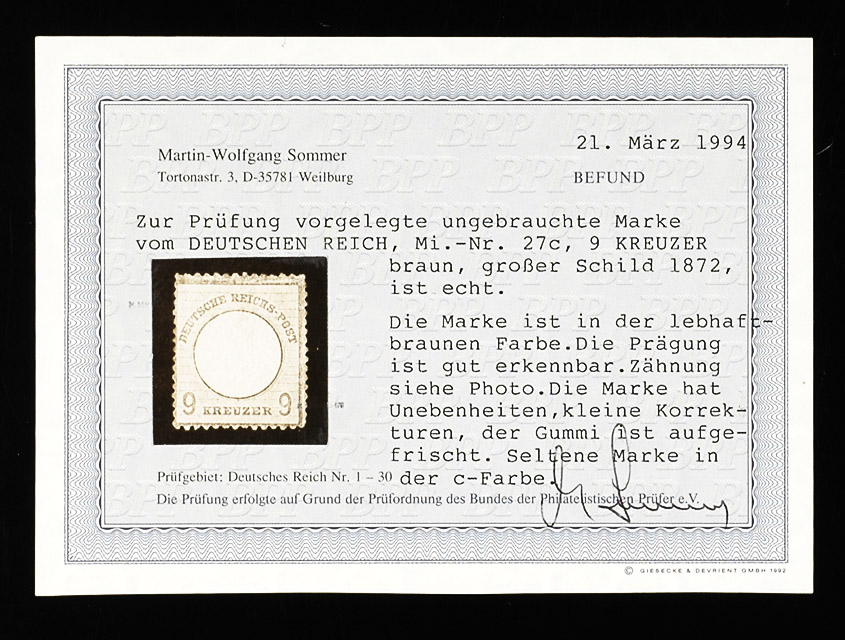 21. März 1994
Martin-Wolfgang Sommer
Tortonastr. 3, D-35781 Weilburg
BEFUND
Zur Prüfung vorgelegte ungebrauchte Marke
vom DEUTSCHEN REICH, Mi.-Nr. 27c, 9 KREUZER
braun, großer Schild 1872,
ist echt.
DEUTSCHE REICHS-POST
9 KREUZER 9
Die Marke ist in der lebhaft-
braunen Farbe.Die Prägung
ist gut erkennbar.Zähnung
siehe Photo.Die Marke hat
Unebenheiten,kleine Korrek-
turen, der Gummi ist aufge-
frischt. Seltene Marke in
der c-Farbe.
Prüfgebiet: Deutsches Reich Nr. 1 – 30
Die Prüfung erfolgte auf Grund der Prüfordnung des Bundes der Philatelistischen Prüfer e.V.
© GIESECKE & DEVRIENT GMBH 1992